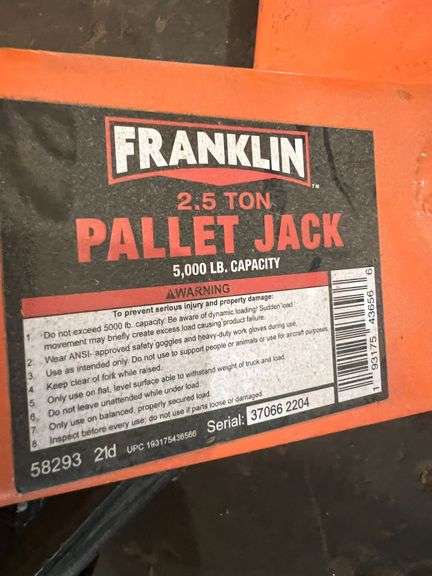 FRANKLIN
™
2.5 TON
PALLET JACK
5,000 LB. CAPACITY
⚠WARNING
To prevent serious injury and property damage:
1. Do not exceed 5000 lb. capacity. Be aware of dynamic loading! Sudden load
movement may briefly create excess load causing product failure.
2. Wear ANSI- approved safety goggles and heavy-duty work gloves during use.
3. Use as intended only. Do not use to support people or animals or use for aircraft purposes.
4. Keep clear of fork while raised.
5. Only use on flat, level surface able to withstand weight of truck and load.
6. Do not leave unattended while under load.
7. Only use on balanced, properly secured load.
8. Inspect before every use; do not use if parts loose or damaged.
58293 21d UPC 193175436566 Serial: 37066 2204
1 93175 43656 6